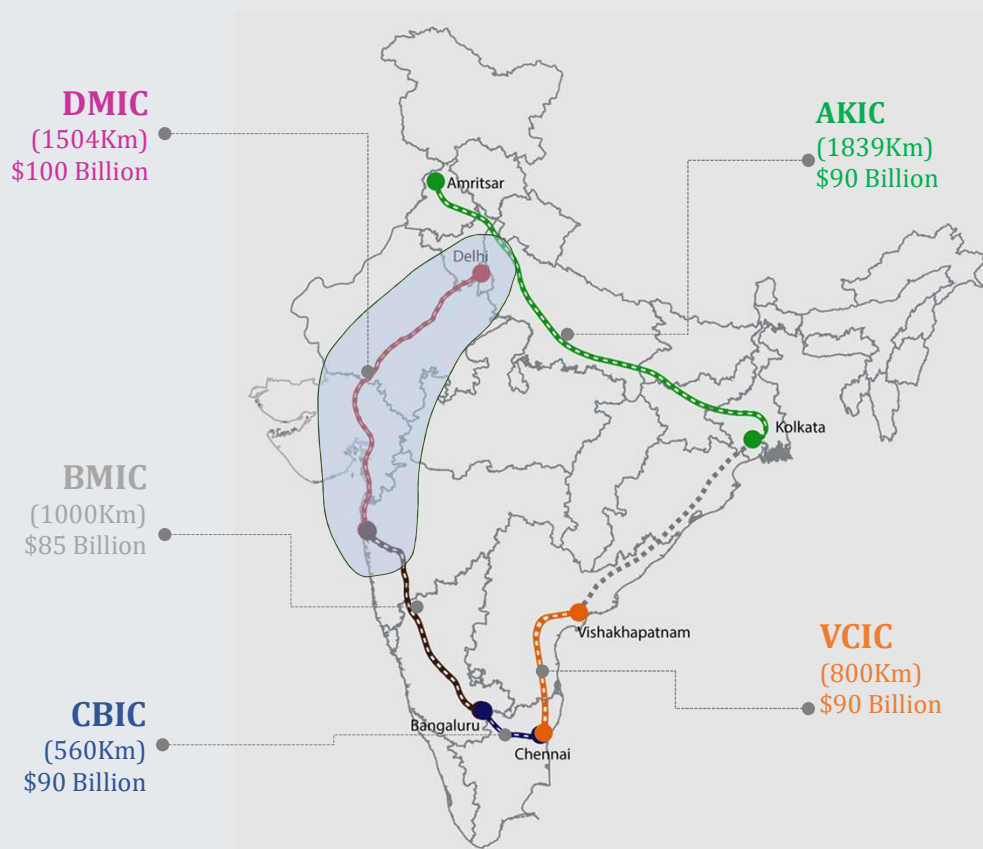 DMIC
(1504Km)
$100 Billion
AKIC
(1839Km)
$90 Billion
Amritsar
Delhi
Kolkata
BMIC
(1000Km)
$85 Billion
Vishakhapatnam
VCIC
(800Km)
$90 Billion
CBIC
(560Km)
$90 Billion
Bangaluru
Chennai